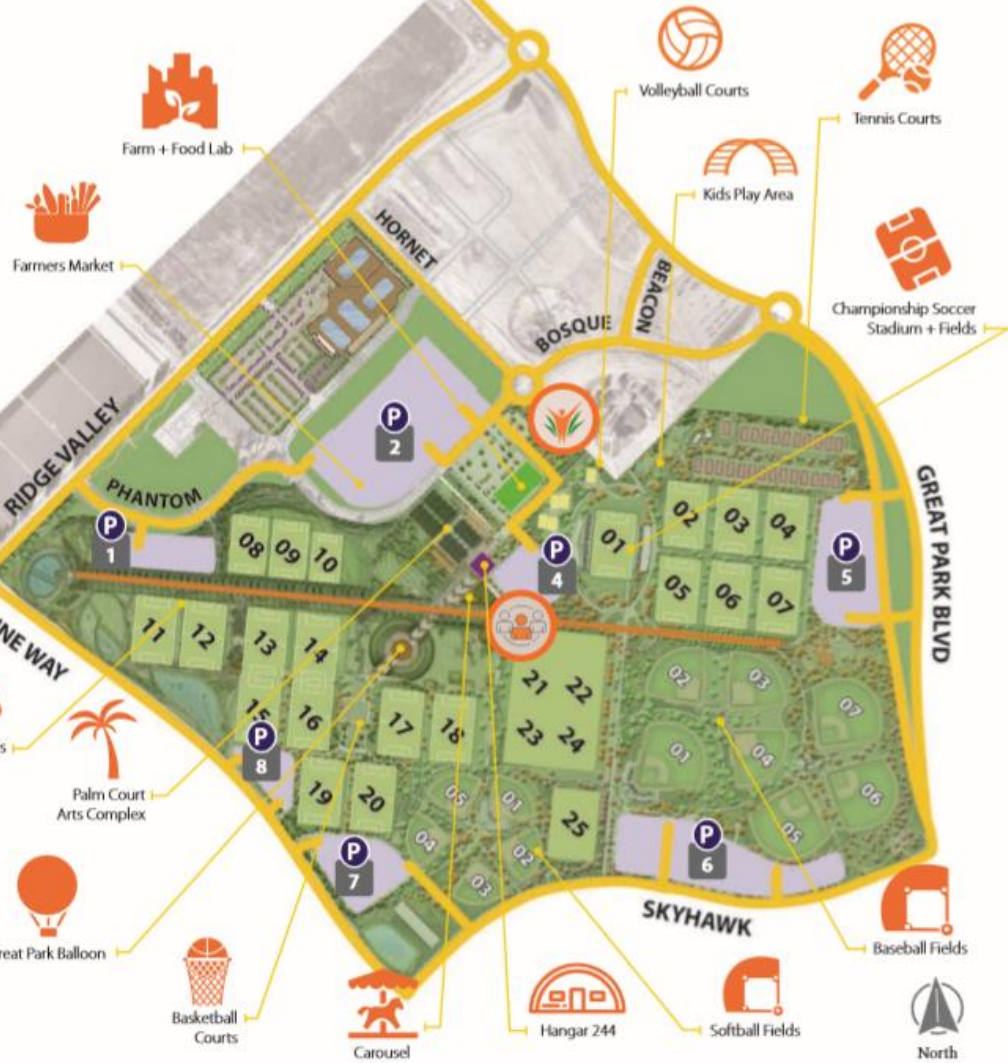 Volleyball Courts
Tennis Courts
Farm + Food Lab
Kids Play Area
HORNET
Farmers Market
BEACON
Championship Soccer
Stadium + Fields
BOSQUE
P
2
RIDGE VALLEY
PHANTOM
GREAT PARK BLVD
P
1
08
09
10
P
4
01
02
03
04
P
5
05
06
07
11
12
13
14
15
16
17
18
21
22
23
24
02
03
07
01
04
06
05
P
8
19
20
05
01
25
04
02
03
P
6
P
7
Palm Court
Arts Complex
SKYHAWK
Baseball Fields
Basketball
Courts
Carousel
Hangar 244
Softball Fields
North
NE WAY
s
reat Park Balloon